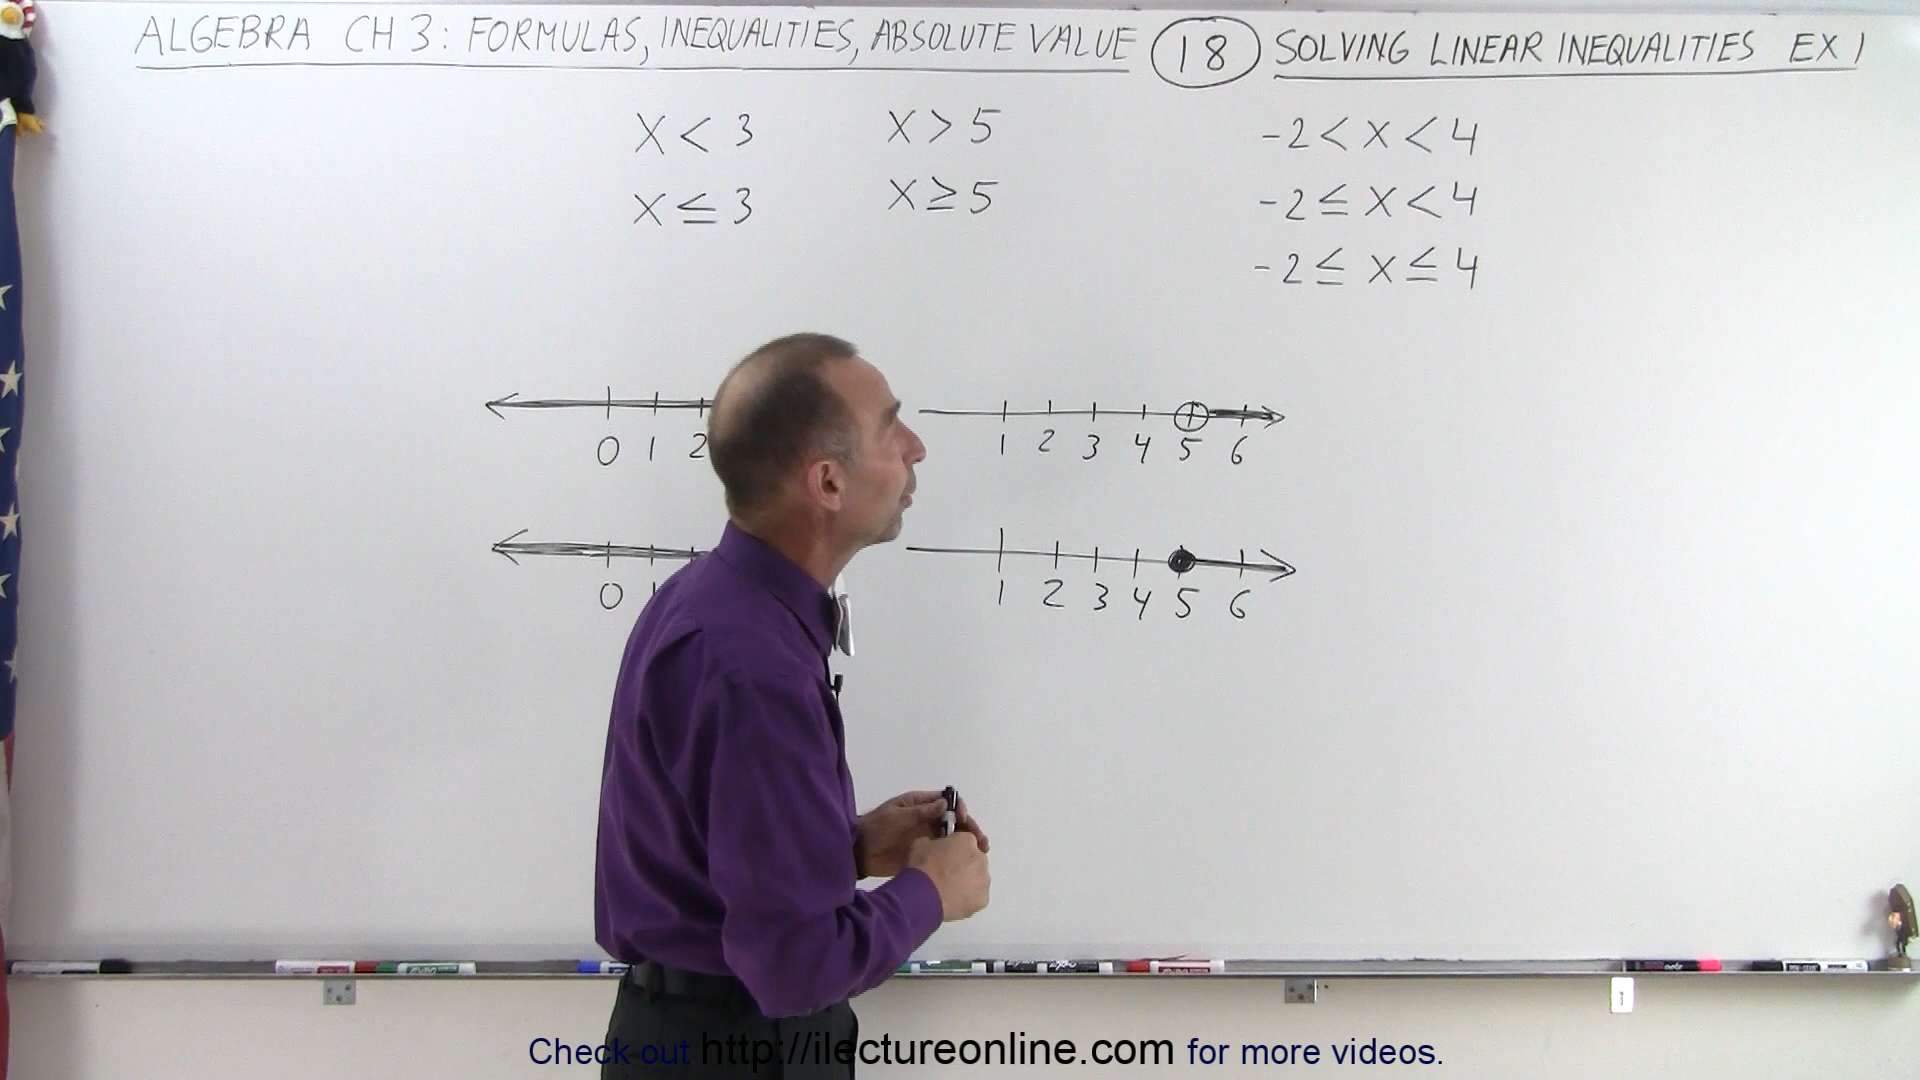 ALGEBRA CH 3: FORMULAS, INEQUALITIES, ABSOLUTE VALUE 18 SOLVING LINEAR INEQUALITIES EX 1
X < 3 X > 5 -2 < X < 4
X ≤ 3 X ≥ 5 -2 ≤ X < 4
-2 ≤ X ≤ 4
0 1 2 1 2 3 4 5 6
0 1 2 3 4 5 6
Check out http://ilectureonline.com for more videos.